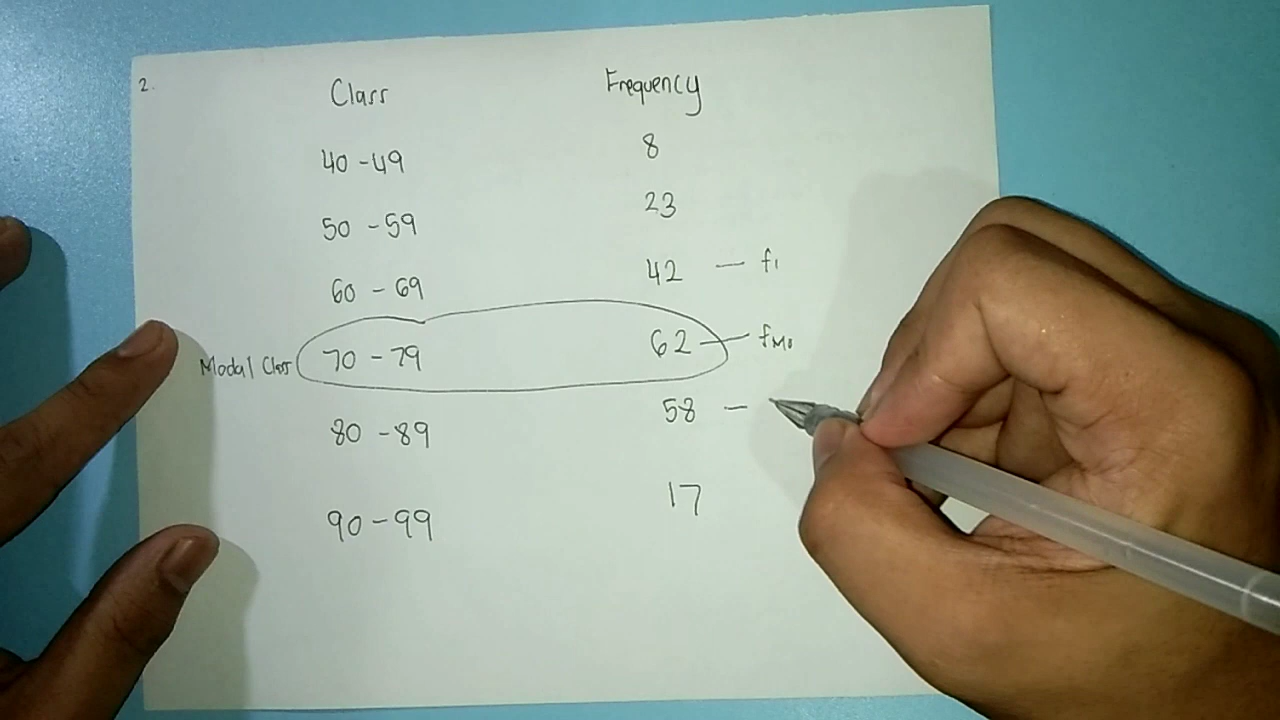 2.
Class Frequency
40 - 49 8
50 - 59 23
60 - 69 42 — f1
Modal Class 70 - 79 62 — fMo
80 - 89 58 —
90 - 99 17